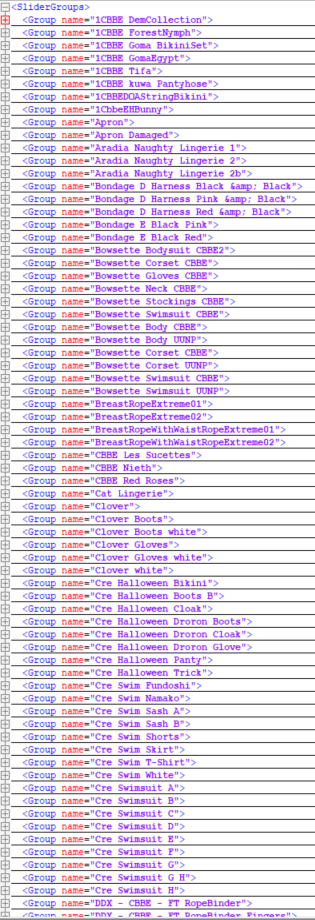 <SliderGroups>
<Group name="1CBBE DemCollection">
<Group name="1CBBE ForestNymph">
<Group name="1CBBE Goma BikiniSet">
<Group name="1CBBE GomaEgypt">
<Group name="1CBBE Tifa">
<Group name="1CBBE kuwa Pantyhose">
<Group name="1CBBEDOAStringBikini">
<Group name="1CbbeEHBunny">
<Group name="Apron">
<Group name="Apron Damaged">
<Group name="Aradia Naughty Lingerie 1">
<Group name="Aradia Naughty Lingerie 2">
<Group name="Aradia Naughty Lingerie 2b">
<Group name="Bondage D Harness Black &amp; Black">
<Group name="Bondage D Harness Pink &amp; Black">
<Group name="Bondage D Harness Red &amp; Black">
<Group name="Bondage E Black Pink">
<Group name="Bondage E Black Red">
<Group name="Bowsette Bodysuit CBBE2">
<Group name="Bowsette Corset CBBE">
<Group name="Bowsette Gloves CBBE">
<Group name="Bowsette Neck CBBE">
<Group name="Bowsette Stockings CBBE">
<Group name="Bowsette Swimsuit CBBE">
<Group name="Bowsette Body CBBE">
<Group name="Bowsette Body UUNP">
<Group name="Bowsette Corset CBBE">
<Group name="Bowsette Corset UUNP">
<Group name="Bowsette Swimsuit CBBE">
<Group name="Bowsette Swimsuit UUNP">
<Group name="BreastRopeExtreme01">
<Group name="BreastRopeExtreme02">
<Group name="BreastRopeWithWaistRopeExtreme01">
<Group name="BreastRopeWithWaistRopeExtreme02">
<Group name="CBBE Les Sucettes">
<Group name="CBBE Nieth">
<Group name="CBBE Red Roses">
<Group name="Cat Lingerie">
<Group name="Clover">
<Group name="Clover Boots">
<Group name="Clover Boots white">
<Group name="Clover Gloves">
<Group name="Clover Gloves white">
<Group name="Clover white">
<Group name="Cre Halloween Bikini">
<Group name="Cre Halloween Boots B">
<Group name="Cre Halloween Cloak">
<Group name="Cre Halloween Droron Boots">
<Group name="Cre Halloween Droron Cloak">
<Group name="Cre Halloween Droron Glove">
<Group name="Cre Halloween Panty">
<Group name="Cre Halloween Trick">
<Group name="Cre Swim Fundoshi">
<Group name="Cre Swim Namako">
<Group name="Cre Swim Sash A">
<Group name="Cre Swim Sash B">
<Group name="Cre Swim Shorts">
<Group name="Cre Swim Skirt">
<Group name="Cre Swim T-Shirt">
<Group name="Cre Swim White">
<Group name="Cre Swimsuit A">
<Group name="Cre Swimsuit B">
<Group name="Cre Swimsuit C">
<Group name="Cre Swimsuit D">
<Group name="Cre Swimsuit E">
<Group name="Cre Swimsuit F">
<Group name="Cre Swimsuit G">
<Group name="Cre Swimsuit G H">
<Group name="Cre Swimsuit H">
<Group name="DDX - CBBE - FT RopeBinder">
<Group name="DDX - CBBE - FT RopeBinder Fingers">